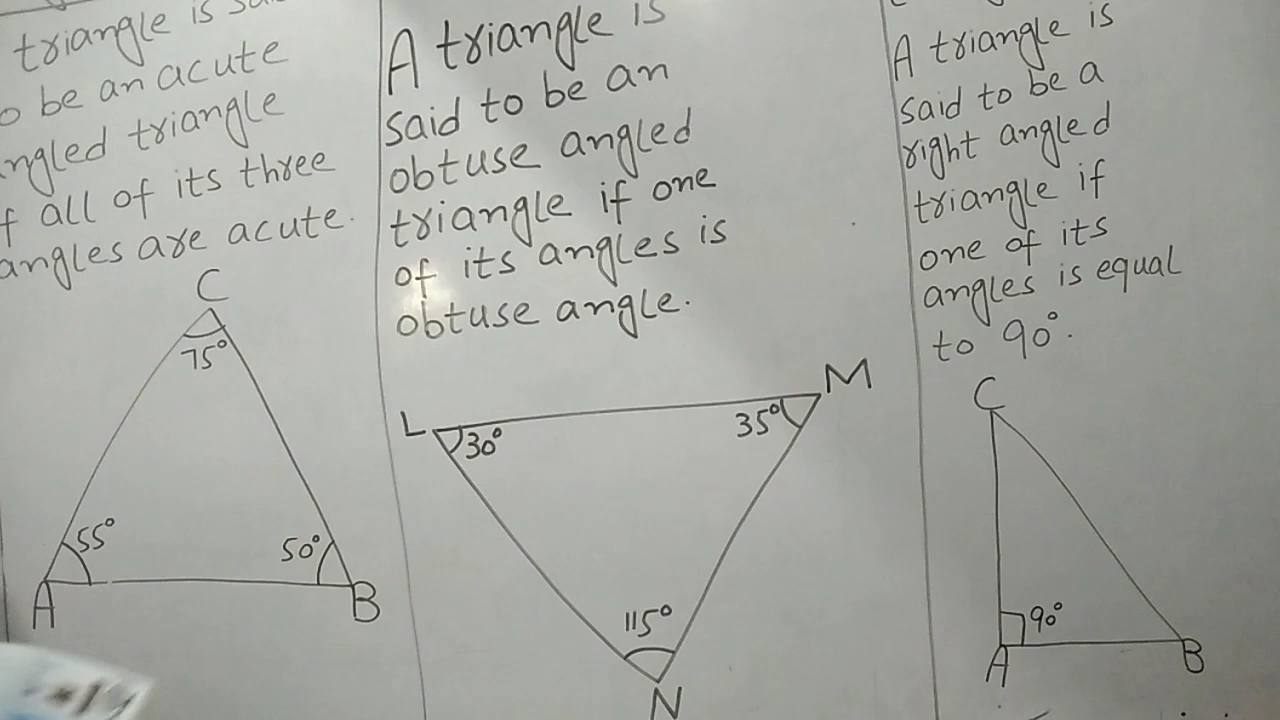 triangle is
be an acute
angled triangle
f all of its three
angles are acute.
C
75°
55°
50°
A
B
A triangle is
said to be an
obtuse angled
triangle if one
of its angles is
obtuse angle.
L
M
30°
35°
115°
N
A triangle is
said to be a
right angled
triangle if
one of its
angles is equal
to 90°.
C
90°
A
B